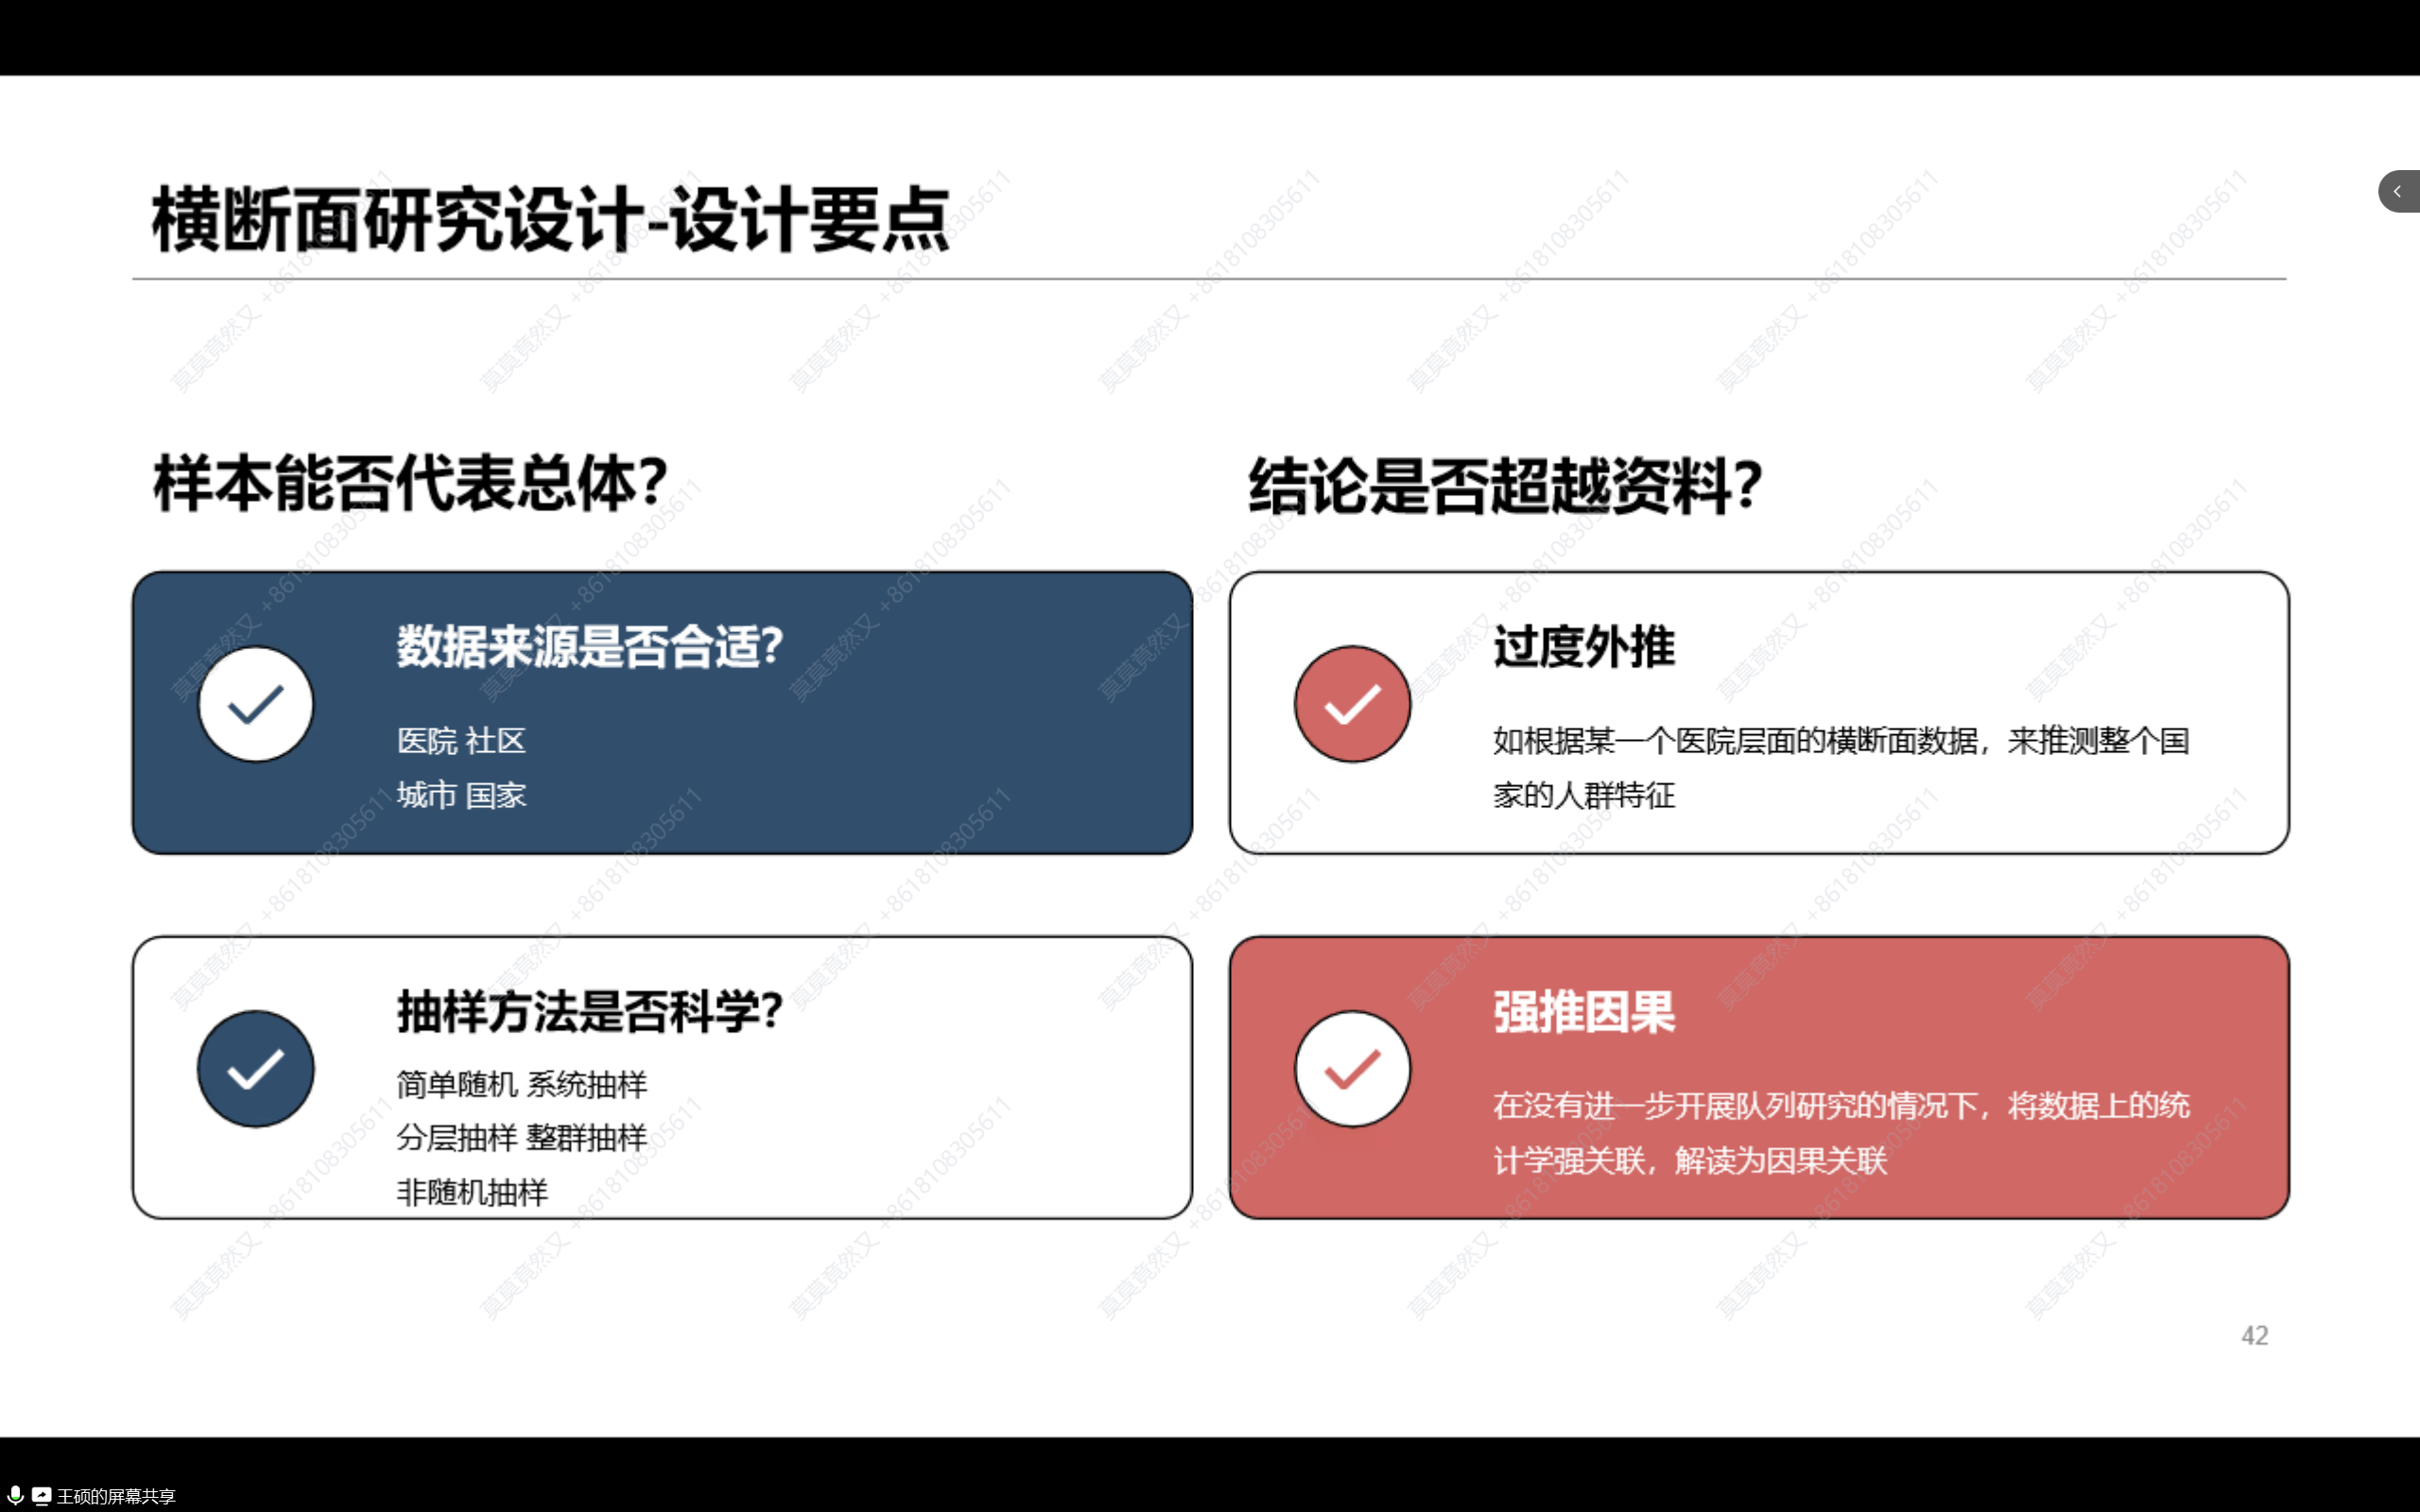 横断面研究设计-设计要点
样本能否代表总体?
数据来源是否合适?
医院 社区
城市 国家
抽样方法是否科学?
简单随机 系统抽样
分层抽样 整群抽样
非随机抽样
结论是否超越资料?
过度外推
如根据某一个医院层面的横断面数据，来推测整个国
家的人群特征
强推因果
在没有进一步开展队列研究的情况下，将数据上的统
计学强关联，解读为因果关联
42
王硕的屏幕共享
莫莫竟然又 +8618108305611